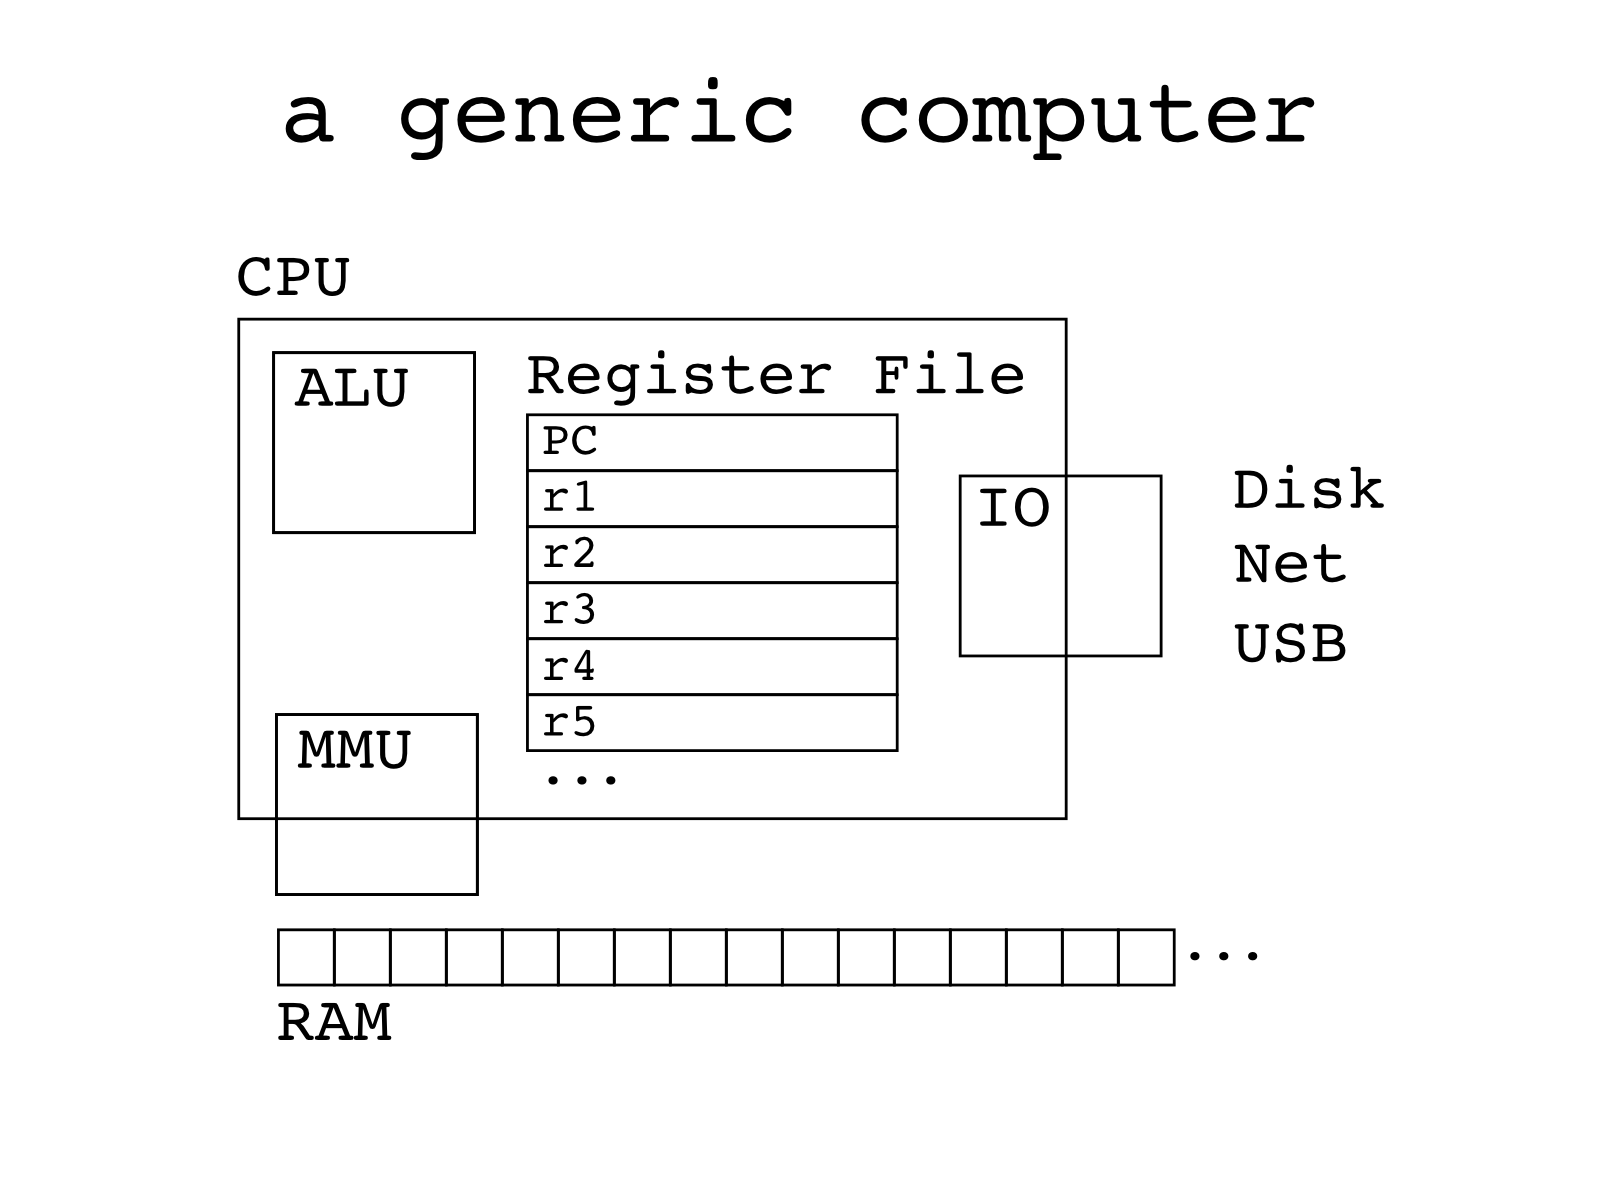 a generic computer
CPU
ALU
Register File
PC
r1
r2
r3
r4
r5
...
IO
Disk
Net
USB
MMU
...
RAM